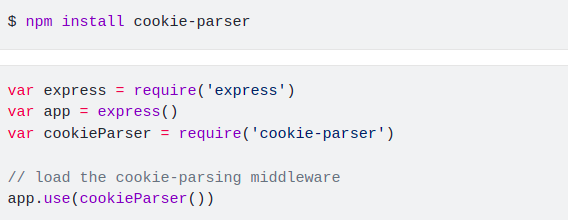 $ npm install cookie-parser
var express = require('express')
var app = express()
var cookieParser = require('cookie-parser')
// load the cookie-parsing middleware
app.use(cookieParser())